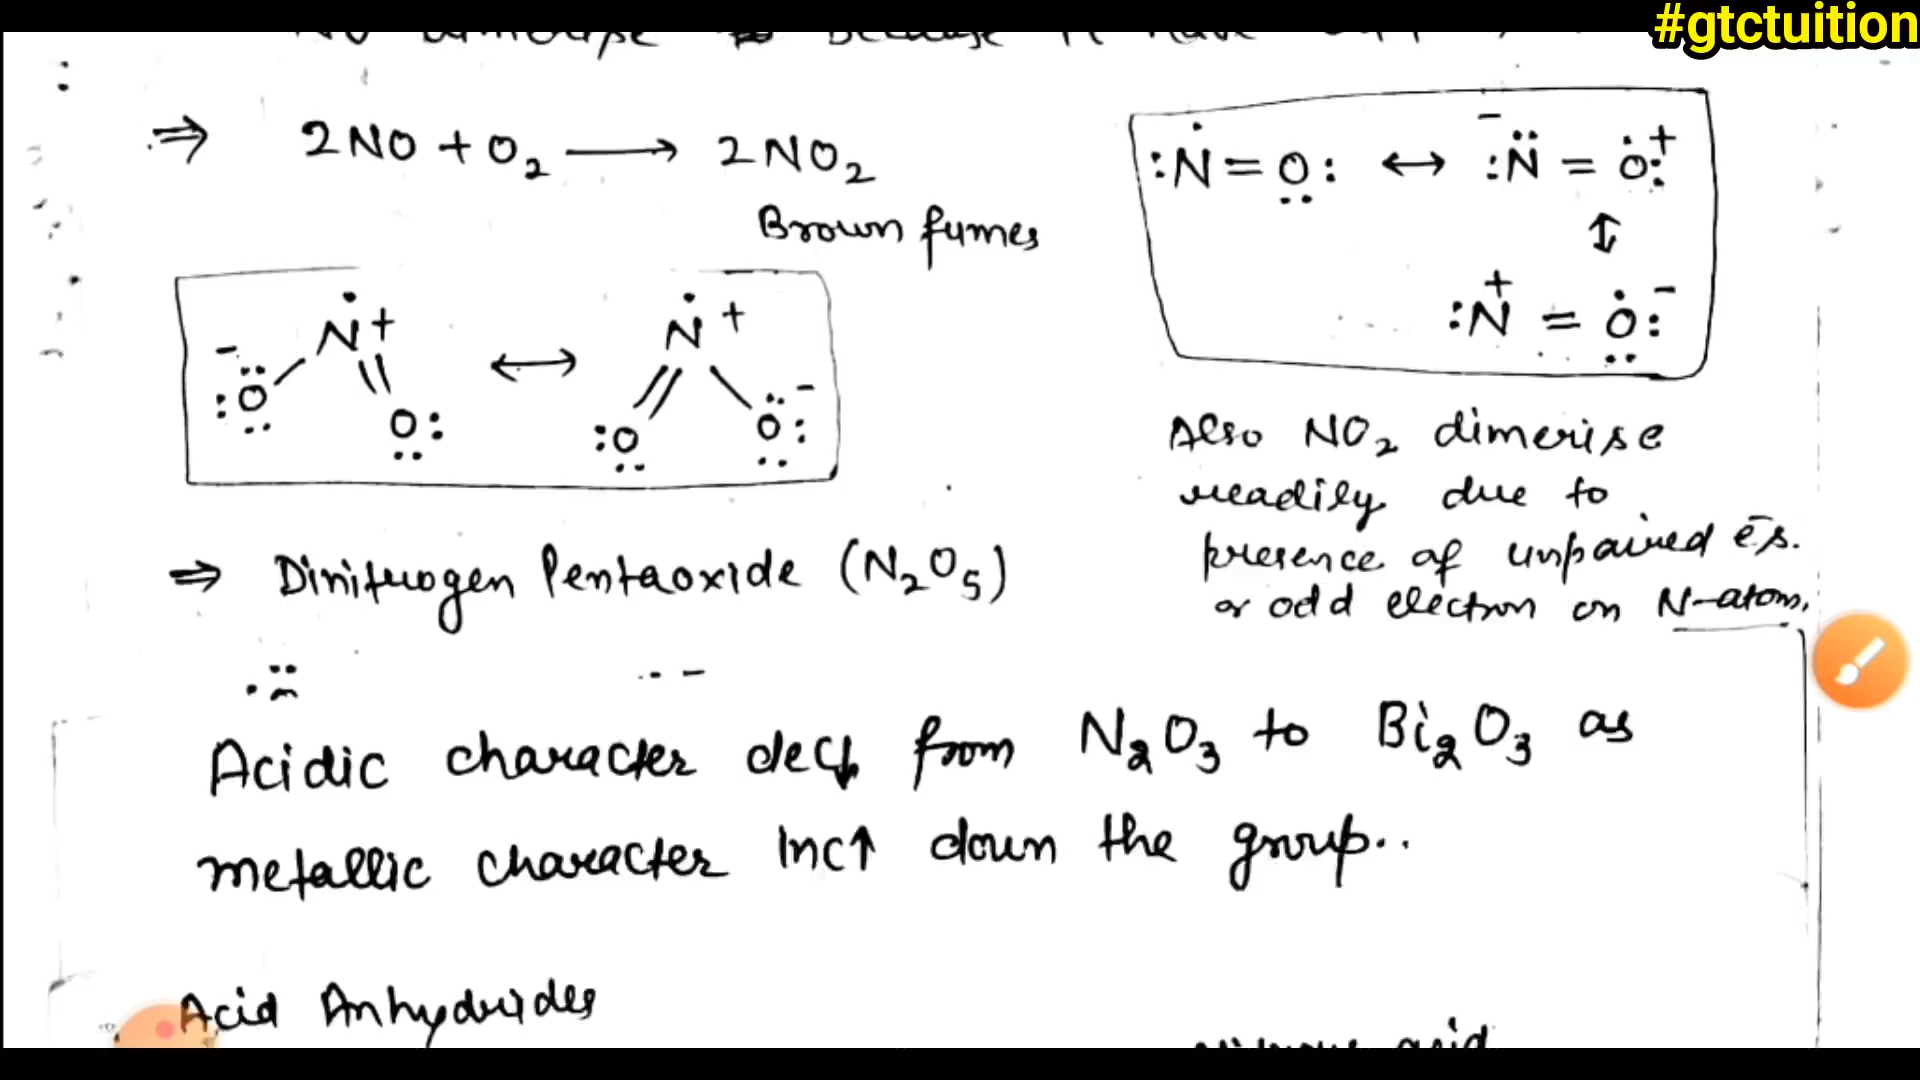 #gtctuition
⇒ 2NO + O₂ ⟶ 2NO₂
Brown fumes
:Ṅ = O: ↔ :N̈ = O:
− +
↕
:N = O:
+ −
N +
− :O: O:
↔
N +
:O O: −
Also NO₂ dimerise
readily due to
presence of unpaired ēs.
or odd electron on N-atom.
⇒ Dinitrogen Pentaoxide (N₂O₅)
Acidic character dec↓ from N₂O₃ to Bi₂O₃ as
metallic character Inc↑ down the group..
Acid Anhydrides
acid